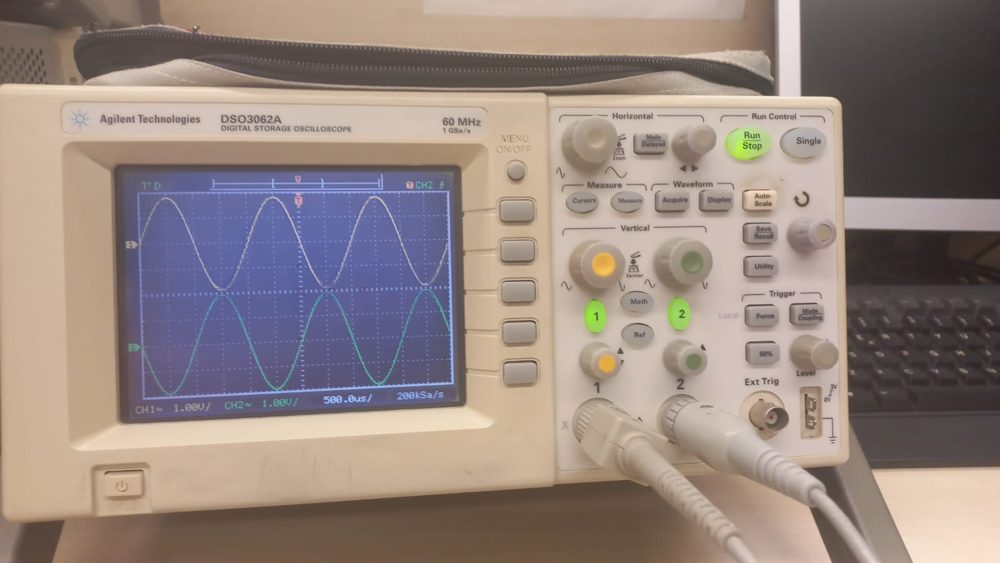 Agilent Technologies
DSO3062A
DIGITAL STORAGE OSCILLOSCOPE
60 MHz
1 GSa/s
MENU
ON/OFF
T'D
T
T CH2
T
1
2
CH1~ 1.00V/ CH2~ 1.00V/ 500.0us/ 200kSa/s
Horizontal
Main
Delayed
Zoom
Run Control
Run
Stop
Single
Measure
Cursors
Measure
Waveform
Acquire
Display
Auto-
Scale
Save
Recall
Utility
Vertical
Vernier
Math
1
2
Ref
1
2
X
Local
Trigger
Force
Mode
Coupling
50%
Level
Ext Trig
3V
0V